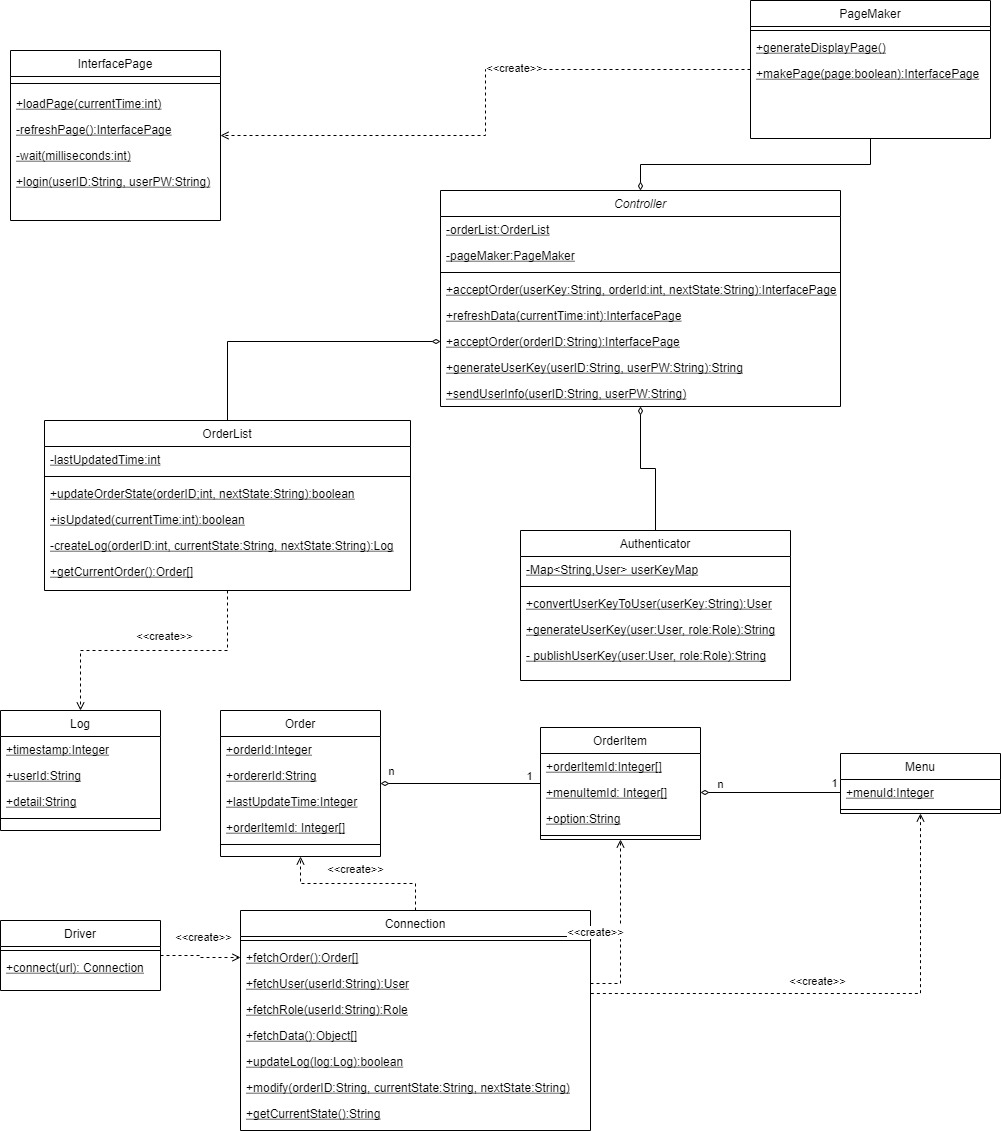 PageMaker
+generateDisplayPage()
+makePage(page:boolean):InterfacePage
InterfacePage
+loadPage(currentTime:int)
-refreshPage():InterfacePage
-wait(milliseconds:int)
+login(userID:String, userPW:String)
<<create>>
Controller
-orderList:OrderList
-pageMaker:PageMaker
+acceptOrder(userKey:String, orderId:int, nextState:String):InterfacePage
+refreshData(currentTime:int):InterfacePage
+acceptOrder(orderID:String):InterfacePage
+generateUserKey(userID:String, userPW:String):String
+sendUserInfo(userID:String, userPW:String)
OrderList
-lastUpdatedTime:int
+updateOrderState(orderID;int, nextState:String):boolean
+isUpdated(currentTime:int):boolean
-createLog(orderID:int, currentState:String, nextState:String):Log
+getCurrentOrder():Order[]
Authenticator
-Map<String,User> userKeyMap
+convertUserKeyToUser(userKey:String):User
+generateUserKey(user:User, role:Role):String
- publishUserKey(user:User, role:Role):String
<<create>>
Log
+timestamp:Integer
+userId:String
+detail:String
Order
+orderId:Integer
+ordererId:String
+lastUpdateTime:Integer
+orderItemId: Integer[]
n
1
OrderItem
+orderItemId:Integer[]
+menuItemId: Integer[]
+option:String
n
1
Menu
+menuId:Integer
<<create>>
Driver
+connect(url): Connection
<<create>>
Connection
+fetchOrder():Order[]
+fetchUser(userId:String):User
+fetchRole(userId:String):Role
+fetchData():Object[]
+updateLog(log:Log):boolean
+modify(orderID:String, currentState:String, nextState:String)
+getCurrentState():String
<<create>>
<<create>>